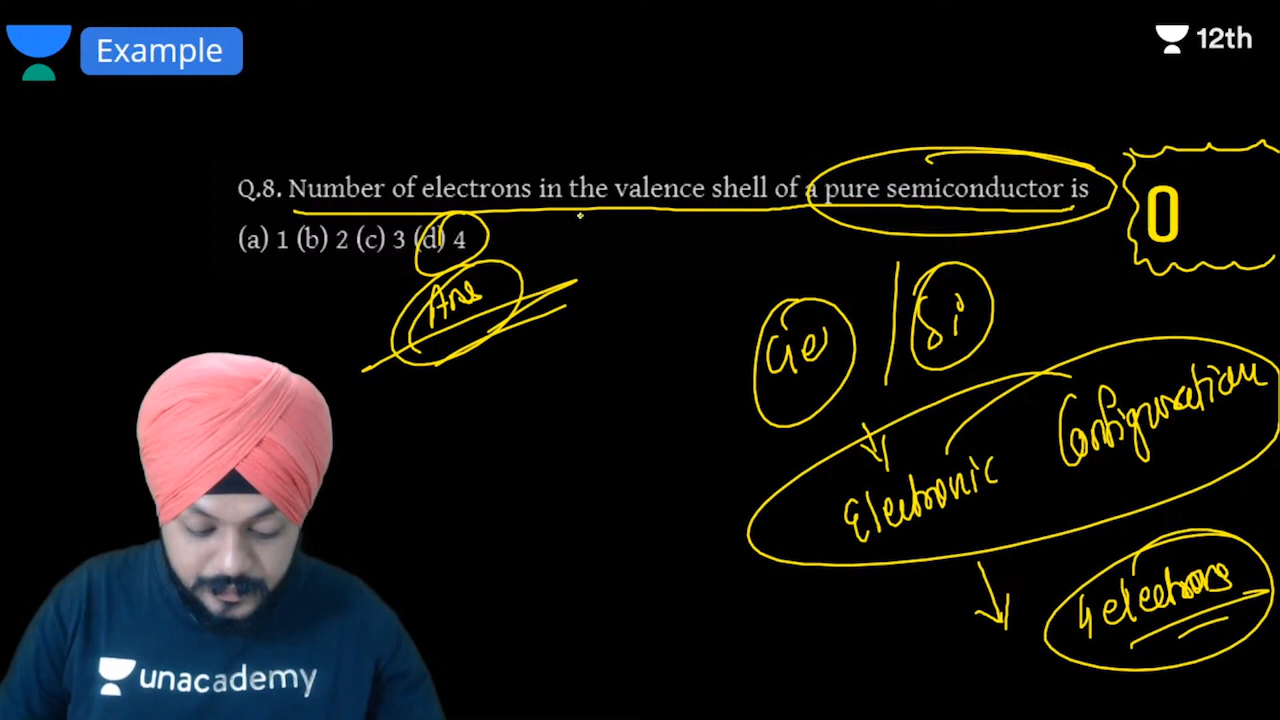 Example
12th
Q.8. Number of electrons in the valence shell of a pure semiconductor is
0
(a) 1 (b) 2 (c) 3 (d) 4
Ans
Ge / Si
Electronic Configuration
4 electrons
unacademy